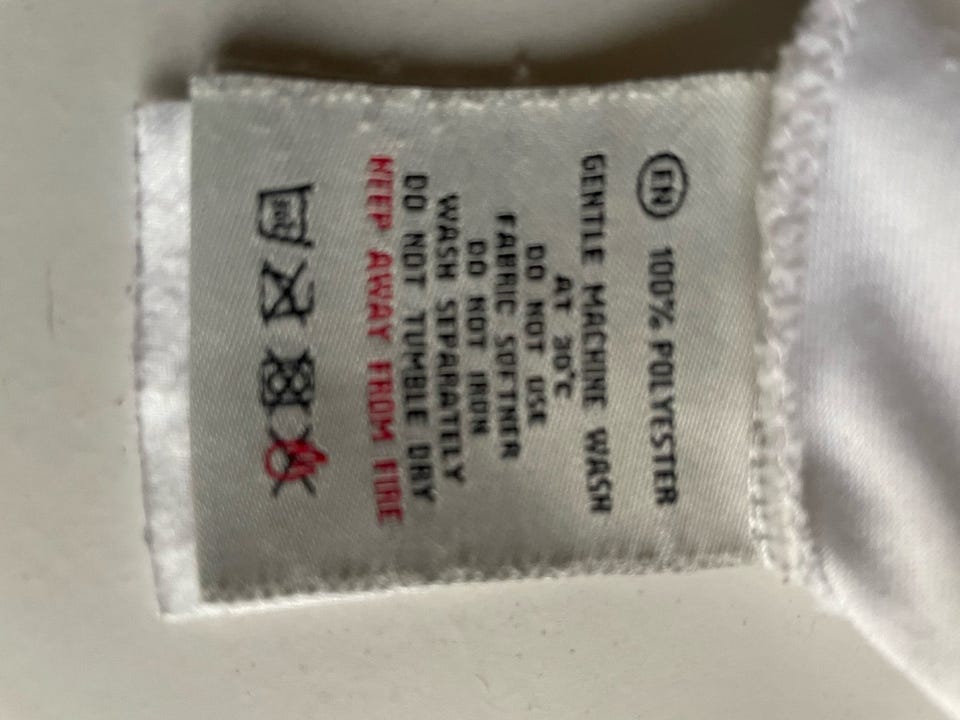 EN 100% POLYESTER
GENTLE MACHINE WASH
AT 30°C
DO NOT USE
FABRIC SOFTNER
DO NOT IRON
WASH SEPARATELY
DO NOT TUMBLE DRY
KEEP AWAY FROM FIRE